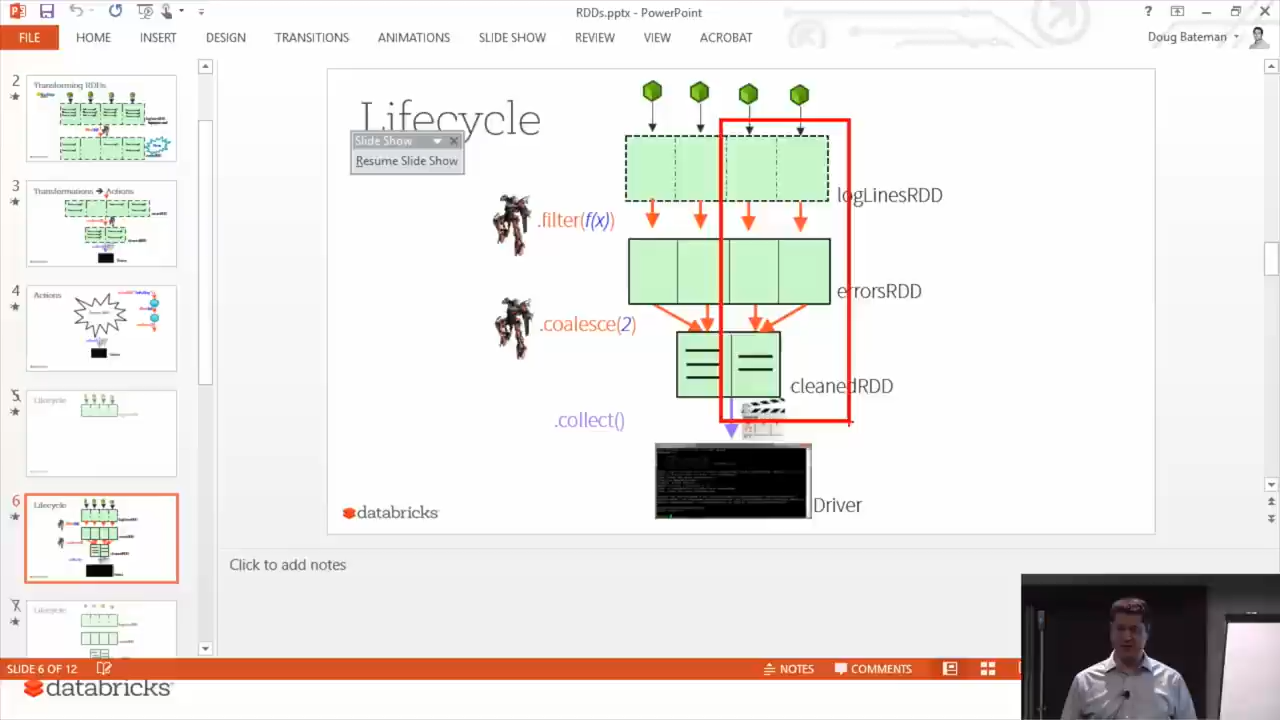 RDDs.pptx - PowerPoint
FILE HOME INSERT DESIGN TRANSITIONS ANIMATIONS SLIDE SHOW REVIEW VIEW ACROBAT Doug Bateman
2
Transforming RDDs
3
Transformations → Actions
4
Actions
5
Lifecycle
6
Lifecycle
7
Lifecycle
Lifecycle
Slide Show
Resume Slide Show
logLinesRDD
.filter(f(x))
errorsRDD
.coalesce(2)
cleanedRDD
.collect()
Driver
databricks
Click to add notes
SLIDE 6 OF 12 NOTES COMMENTS
databricks